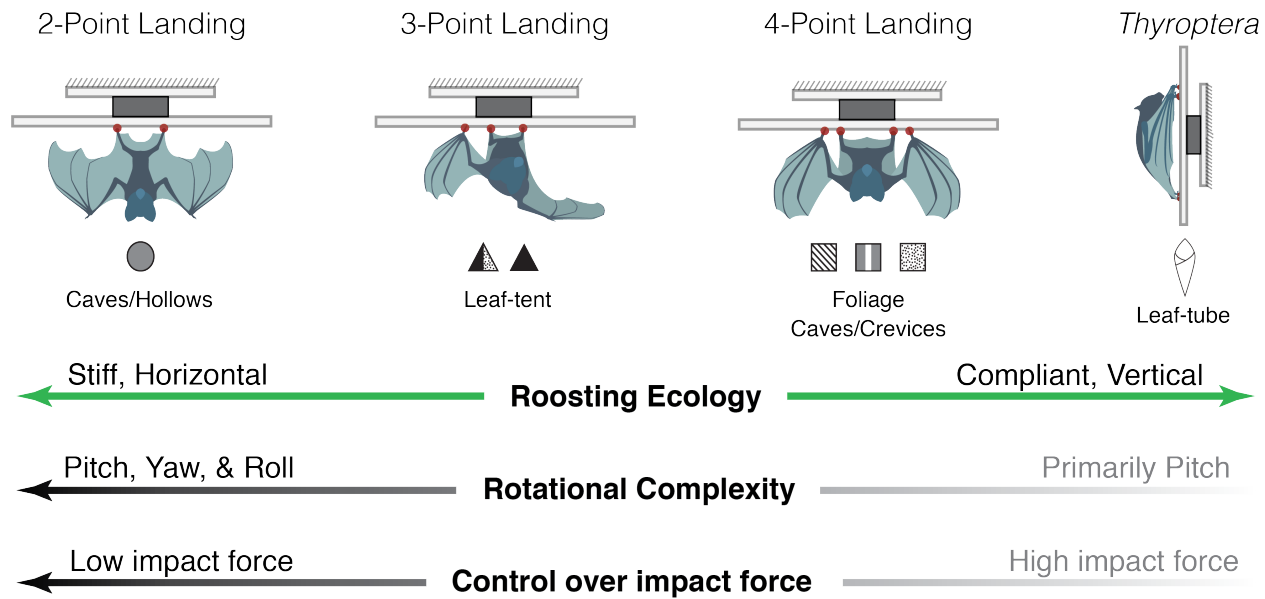 2-Point Landing
3-Point Landing
4-Point Landing
Thyroptera
Caves/Hollows
Leaf-tent
Foliage
Caves/Crevices
Leaf-tube
Stiff, Horizontal
Roosting Ecology
Compliant, Vertical
Pitch, Yaw, & Roll
Rotational Complexity
Primarily Pitch
Low impact force
Control over impact force
High impact force